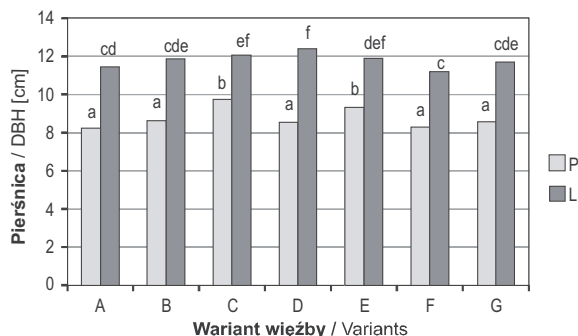 14
12
10
8
6
4
2
0
Pierśnica / DBH [cm]
cd
cde
ef
f
def
c
cde
a
a
b
a
b
a
a
P
L
A B C D E F G
Wariant więźby / Variants